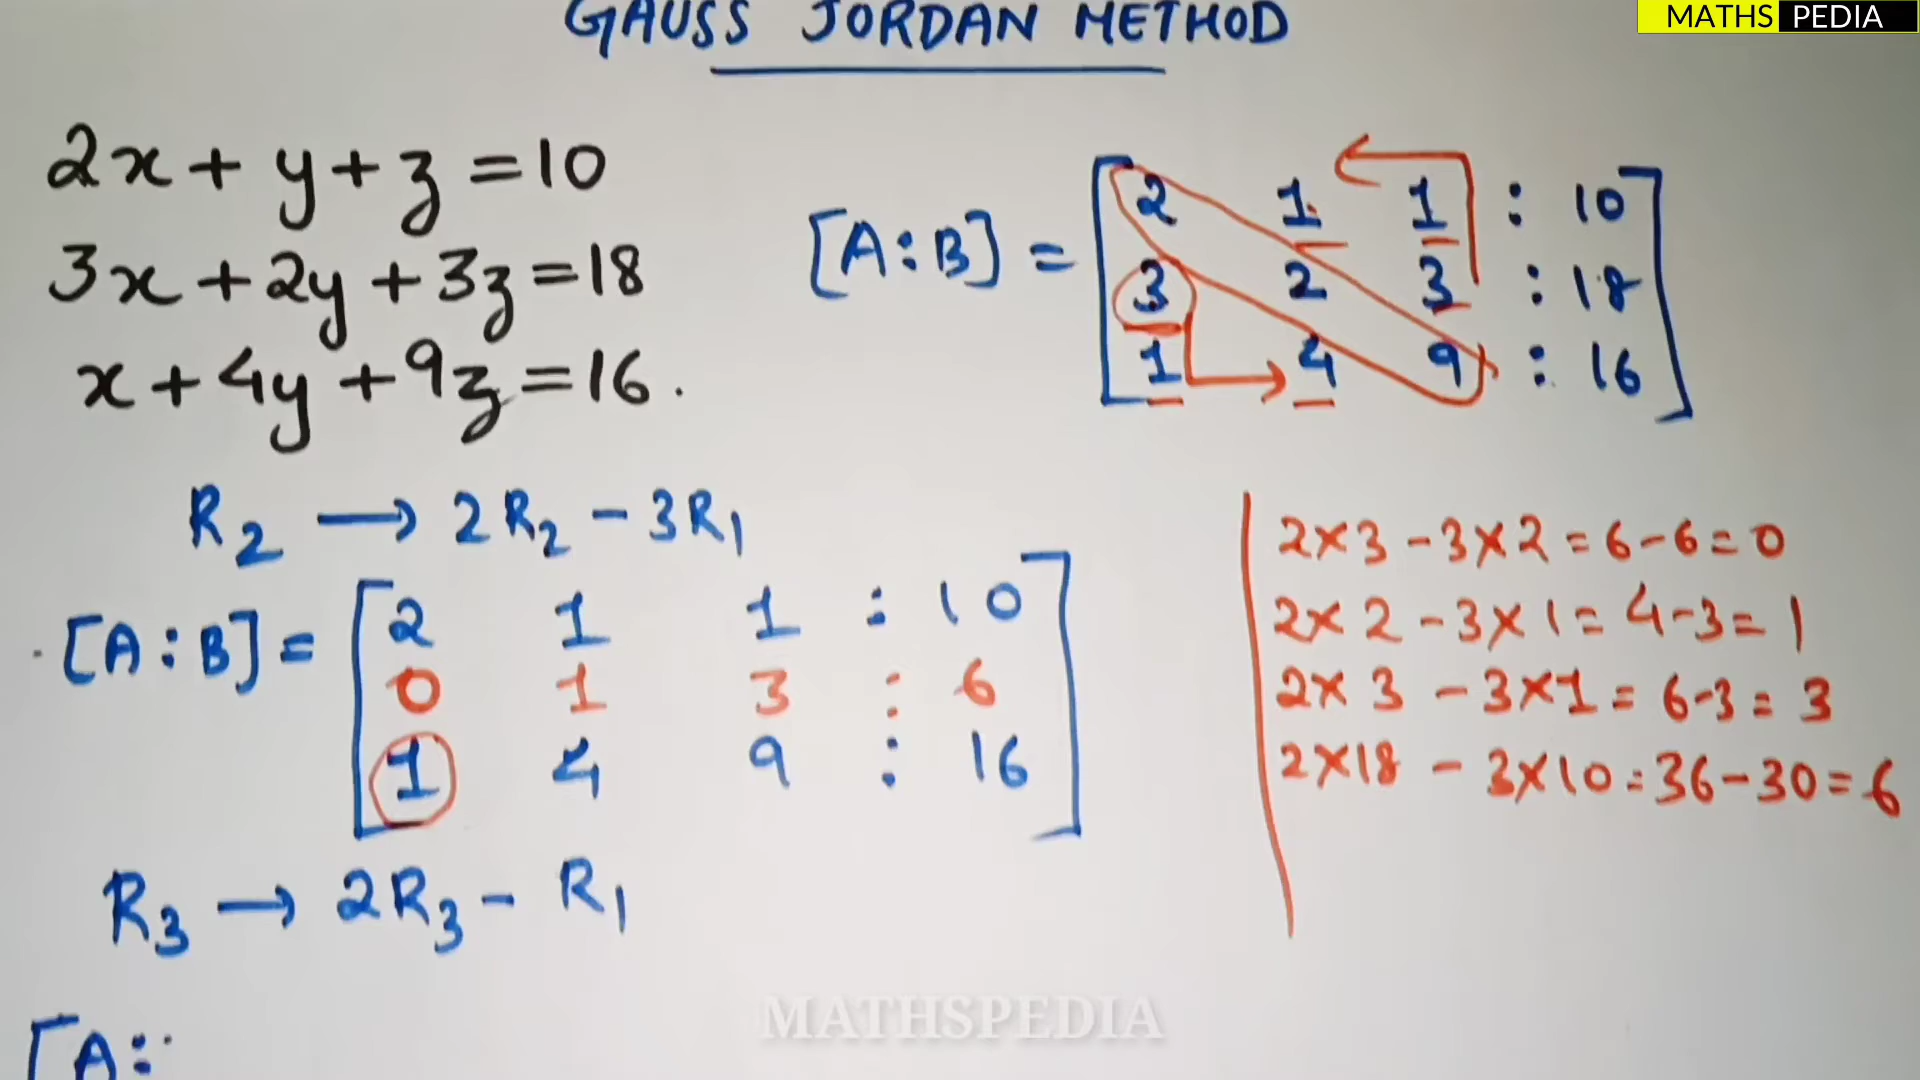 GAUSS JORDAN METHOD
MATHS PEDIA
2x + y + z = 10
3x + 2y + 3z = 18
x + 4y + 9z = 16.
[A:B] =
2 1 1 : 10
3 2 3 : 18
1 4 9 : 16
R2 → 2R2 - 3R1
[A:B] =
2 1 1 : 10
0 1 3 : 6
1 4 9 : 16
2×3 - 3×2 = 6-6 = 0
2×2 - 3×1 = 4-3 = 1
2×3 - 3×1 = 6-3 = 3
2×18 - 3×10 = 36-30 = 6
R3 → 2R3 - R1
[A:
MATHSPEDIA